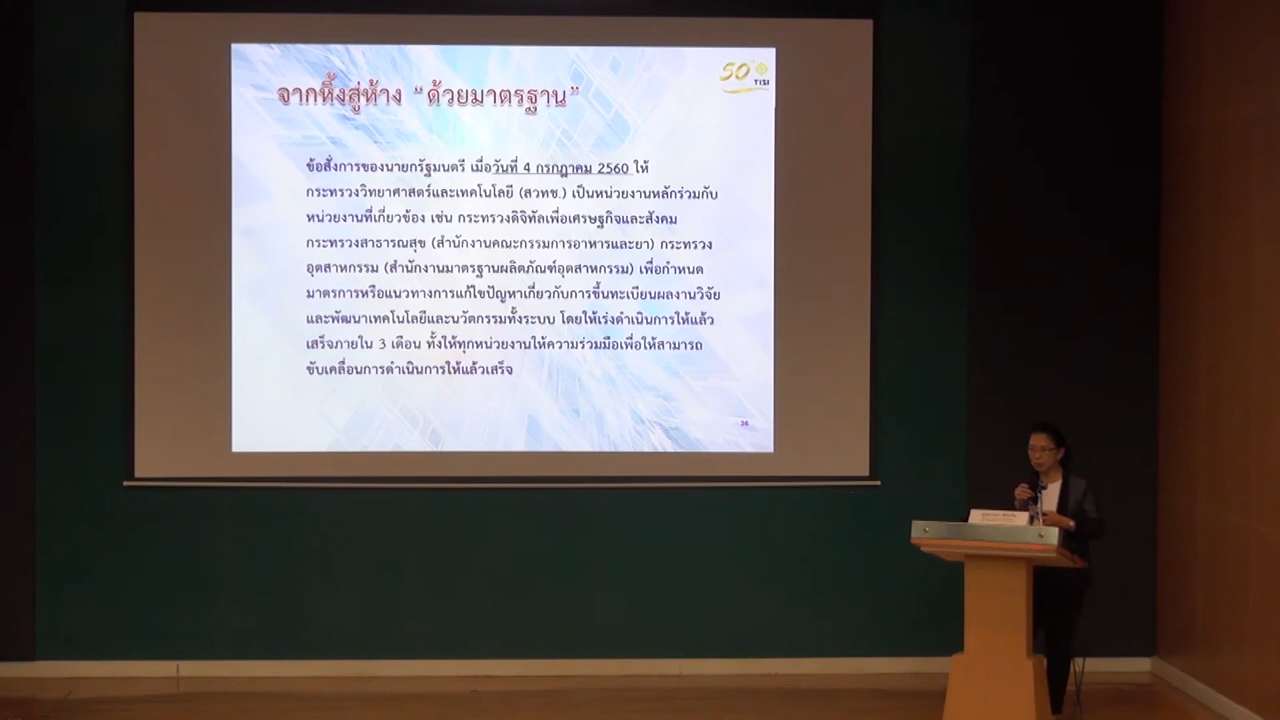 50
TISI
จากหิ้งสู่ห้าง “ด้วยมาตรฐาน”
ข้อสั่งการของนายกรัฐมนตรี เมื่อวันที่ 4 กรกฎาคม 2560 ให้
กระทรวงวิทยาศาสตร์และเทคโนโลยี (สวทช.) เป็นหน่วยงานหลักร่วมกับ
หน่วยงานที่เกี่ยวข้อง เช่น กระทรวงดิจิทัลเพื่อเศรษฐกิจและสังคม
กระทรวงสาธารณสุข (สำนักงานคณะกรรมการอาหารและยา) กระทรวง
อุตสาหกรรม (สำนักงานมาตรฐานผลิตภัณฑ์อุตสาหกรรม) เพื่อกำหนด
มาตรการหรือแนวทางการแก้ไขปัญหาเกี่ยวกับการขึ้นทะเบียนผลงานวิจัย
และพัฒนาเทคโนโลยีและนวัตกรรมทั้งระบบ โดยให้เร่งดำเนินการให้แล้ว
เสร็จภายใน 3 เดือน ทั้งให้ทุกหน่วยงานให้ความร่วมมือเพื่อให้สามารถ
ขับเคลื่อนการดำเนินการให้แล้วเสร็จ
36